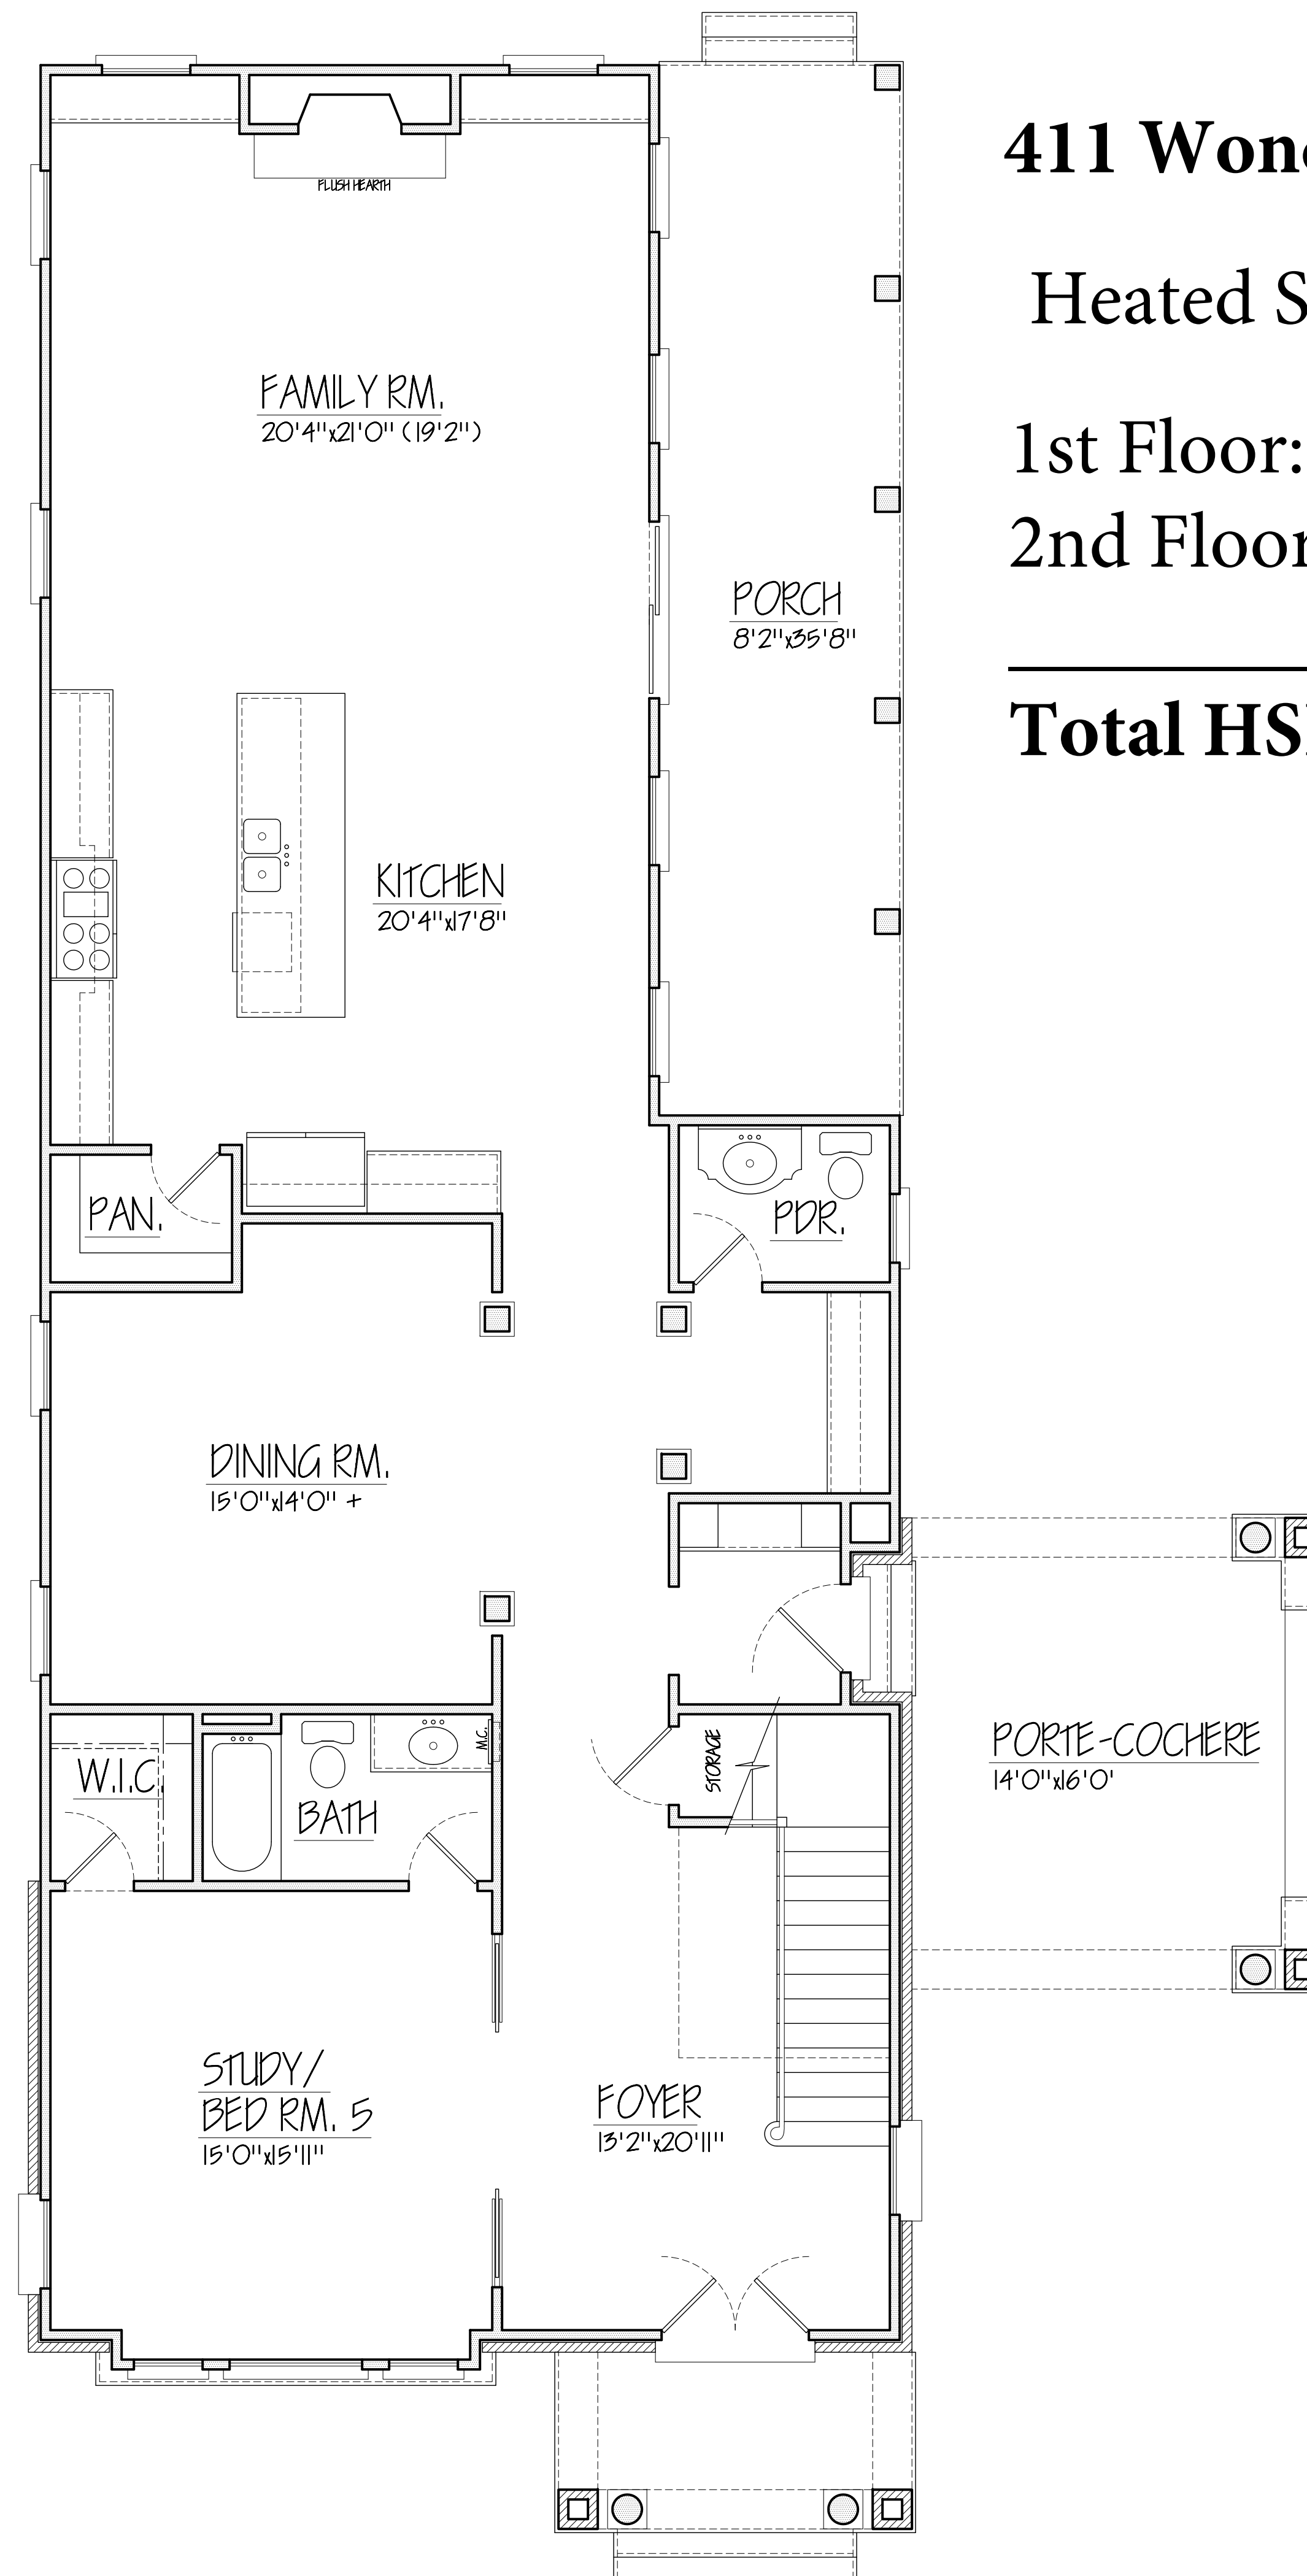 411 Won
Heated S
1st Floor:
2nd Floor
Total HS
FLUSH HEARTH
FAMILY RM.
20'4"x21'0" (19'2")
PORCH
8'2"x35'8"
KITCHEN
20'4"x17'8"
PAN.
PDR.
DINING RM.
15'0"x14'0" +
STORAGE
M.C.
W.I.C.
BATH
PORTE-COCHERE
14'0"x16'0'
STUDY/
BED RM. 5
15'0"x15'11"
FOYER
13'2"x20'11"